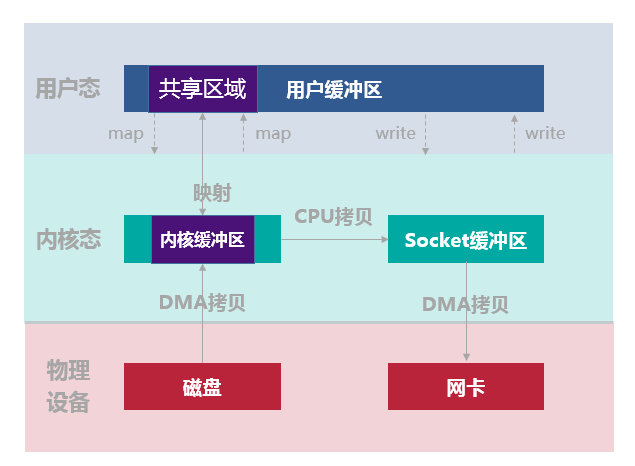 用户态
共享区域
用户缓冲区
map
map
write
write
映射
内核态
内核缓冲区
CPU拷贝
Socket缓冲区
DMA拷贝
DMA拷贝
物理
设备
磁盘
网卡